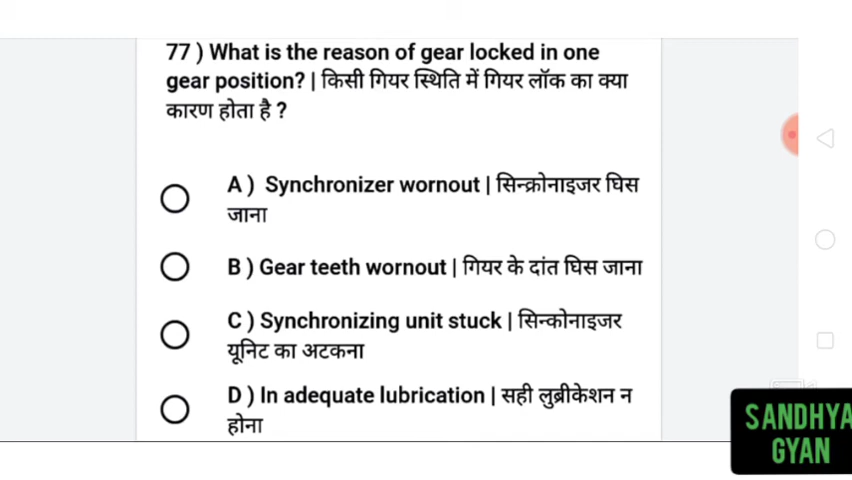 77 ) What is the reason of gear locked in one
gear position? | किसी गियर स्थिति में गियर लॉक का क्या
कारण होता है ?
A ) Synchronizer wornout | सिन्क्रोनाइजर घिस
जाना
B ) Gear teeth wornout | गियर के दांत घिस जाना
C ) Synchronizing unit stuck | सिन्कोनाइजर
यूनिट का अटकना
D ) In adequate lubrication | सही लुब्रीकेशन न
होना
SANDHYA
GYAN